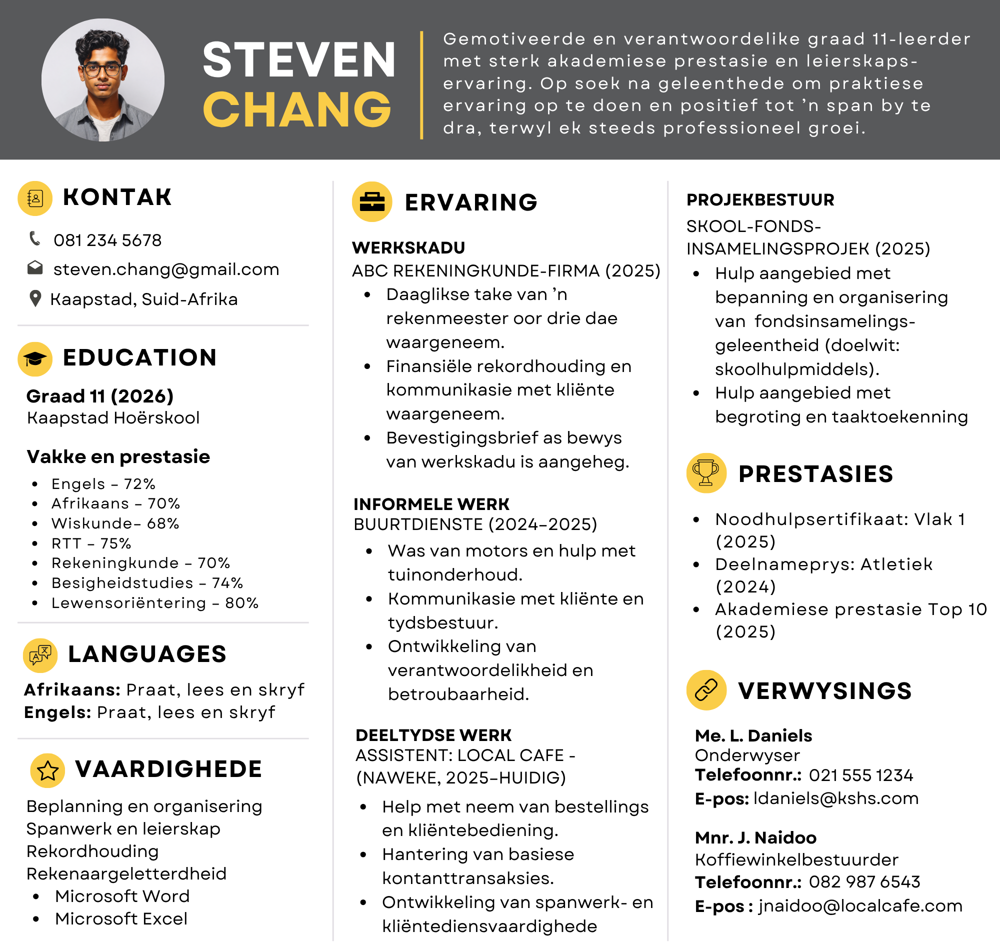 STEVEN
CHANG
Gemotiveerde en verantwoordelike graad 11-leerder
met sterk akademiese prestasie en leierskaps-
ervaring. Op soek na geleenthede om praktiese
ervaring op te doen en positief tot ’n span by te
dra, terwyl ek steeds professioneel groei.
KONTAK
081 234 5678
steven.chang@gmail.com
Kaapstad, Suid-Afrika
EDUCATION
Graad 11 (2026)
Kaapstad Hoërskool
Vakke en prestasie
• Engels – 72%
• Afrikaans – 70%
• Wiskunde– 68%
• RTT – 75%
• Rekeningkunde – 70%
• Besigheidstudies – 74%
• Lewensoriëntering – 80%
LANGUAGES
Afrikaans: Praat, lees en skryf
Engels: Praat, lees en skryf
VAARDIGHEDE
Beplanning en organisering
Spanwerk en leierskap
Rekordhouding
Rekenaargeletterdheid
• Microsoft Word
• Microsoft Excel
ERVARING
WERKSKADU
ABC REKENINGKUNDE-FIRMA (2025)
• Daaglikse take van ’n
rekenmeester oor drie dae
waargeneem.
• Finansiële rekordhouding en
kommunikasie met kliënte
waargeneem.
• Bevestigingsbrief as bewys
van werkskadu is aangeheg.
INFORMELE WERK
BUURTDIENSTE (2024–2025)
• Was van motors en hulp met
tuinonderhoud.
• Kommunikasie met kliënte en
tydsbestuur.
• Ontwikkeling van
verantwoordelikheid en
betroubaarheid.
DEELTYDSE WERK
ASSISTENT: LOCAL CAFE -
(NAWEKE, 2025–HUIDIG)
• Help met neem van bestellings
en kliëntebediening.
• Hantering van basiese
kontanttransaksies.
• Ontwikkeling van spanwerk- en
kliëntediensvaardighede
PROJEKBESTUUR
SKOOL-FONDS-
INSAMELINGSPROJEK (2025)
• Hulp aangebied met
bepanning en organisering
van fondsinsamelings-
geleentheid (doelwit:
skoolhulpmiddels).
• Hulp aangebied met
begroting en taaktoekenning
PRESTASIES
• Noodhulpsertifikaat: Vlak 1
(2025)
• Deelnameprys: Atletiek
(2024)
• Akademiese prestasie Top 10
(2025)
VERWYSINGS
Me. L. Daniels
Onderwyser
Telefoonnr.: 021 555 1234
E-pos: ldaniels@kshs.com
Mnr. J. Naidoo
Koffiewinkelbestuurder
Telefoonnr.: 082 987 6543
E-pos : jnaidoo@localcafe.com